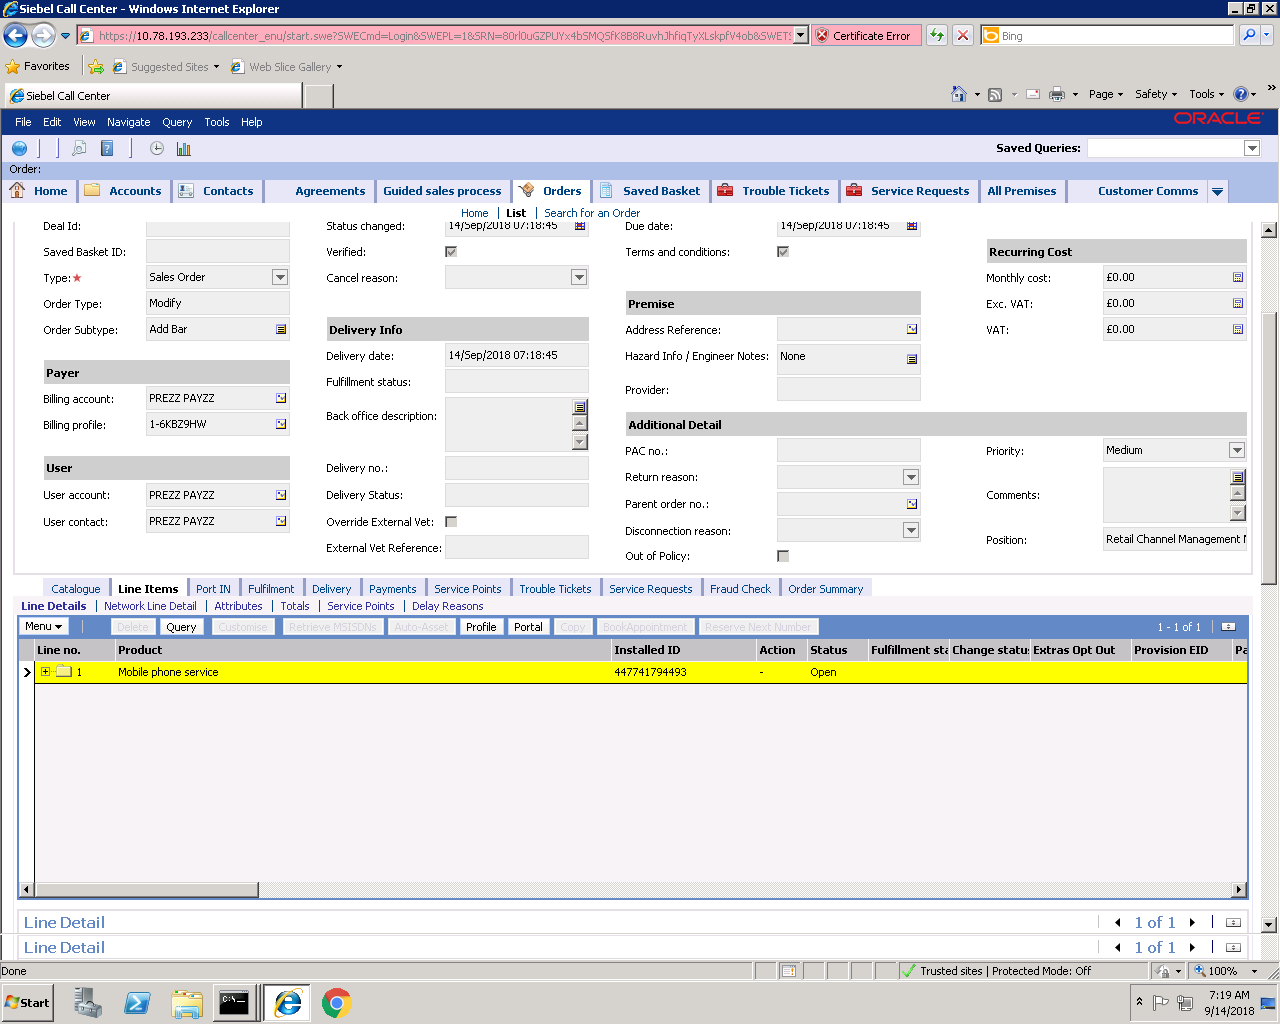 Siebel Call Center - Windows Internet Explorer
https://10.78.193.233/callcenter_enu/start.swe?SWECmd=Login&SWEPL=1&SRN=
Certificate Error
Bing
Favorites
Suggested Sites
Web Slice Gallery
Siebel Call Center
Page
Safety
Tools
»
File Edit View Navigate Query Tools Help
ORACLE
Saved Queries:
Order:
Home Accounts Contacts Agreements Guided sales process Orders Saved Basket Trouble Tickets Service Requests All Premises Customer Comms
Home | List | Search for an Order
Deal Id:
Status changed: 14/Sep/2018 07:18:45
Due date: 14/Sep/2018 07:18:45
Saved Basket ID:
Verified:
Terms and conditions:
Recurring Cost
Type:★ Sales Order
Cancel reason:
Monthly cost: £0.00
Order Type: Modify
Premise
Exc. VAT: £0.00
Order Subtype: Add Bar
Delivery Info
Address Reference:
VAT: £0.00
Delivery date: 14/Sep/2018 07:18:45
Hazard Info / Engineer Notes: None
Payer
Fulfillment status:
Provider:
Billing account: PREZZ PAYZZ
Back office description:
Billing profile: 1-6KBZ9HW
Additional Detail
PAC no.:
Priority: Medium
User
Delivery no.:
Return reason:
User account: PREZZ PAYZZ
Delivery Status:
Parent order no.:
Comments:
User contact: PREZZ PAYZZ
Override External Vet:
Disconnection reason:
Position: Retail Channel Management
External Vet Reference:
Out of Policy:
Catalogue Line Items Port IN Fulfilment Delivery Payments Service Points Trouble Tickets Service Requests Fraud Check Order Summary
Line Details | Network Line Detail | Attributes | Totals | Service Points | Delay Reasons
Menu Delete Query Customise Retrieve MSISDNs Auto-Asset Profile Portal Copy BookAppointment Reserve Next Number 1 - 1 of 1
Line no. Product Installed ID Action Status Fulfillment sta Change status Extras Opt Out Provision EID Pa
1 Mobile phone service 447741794493 - Open
Line Detail 1 of 1
Line Detail 1 of 1
Done
Trusted sites | Protected Mode: Off
100%
Start
7:19 AM
9/14/2018